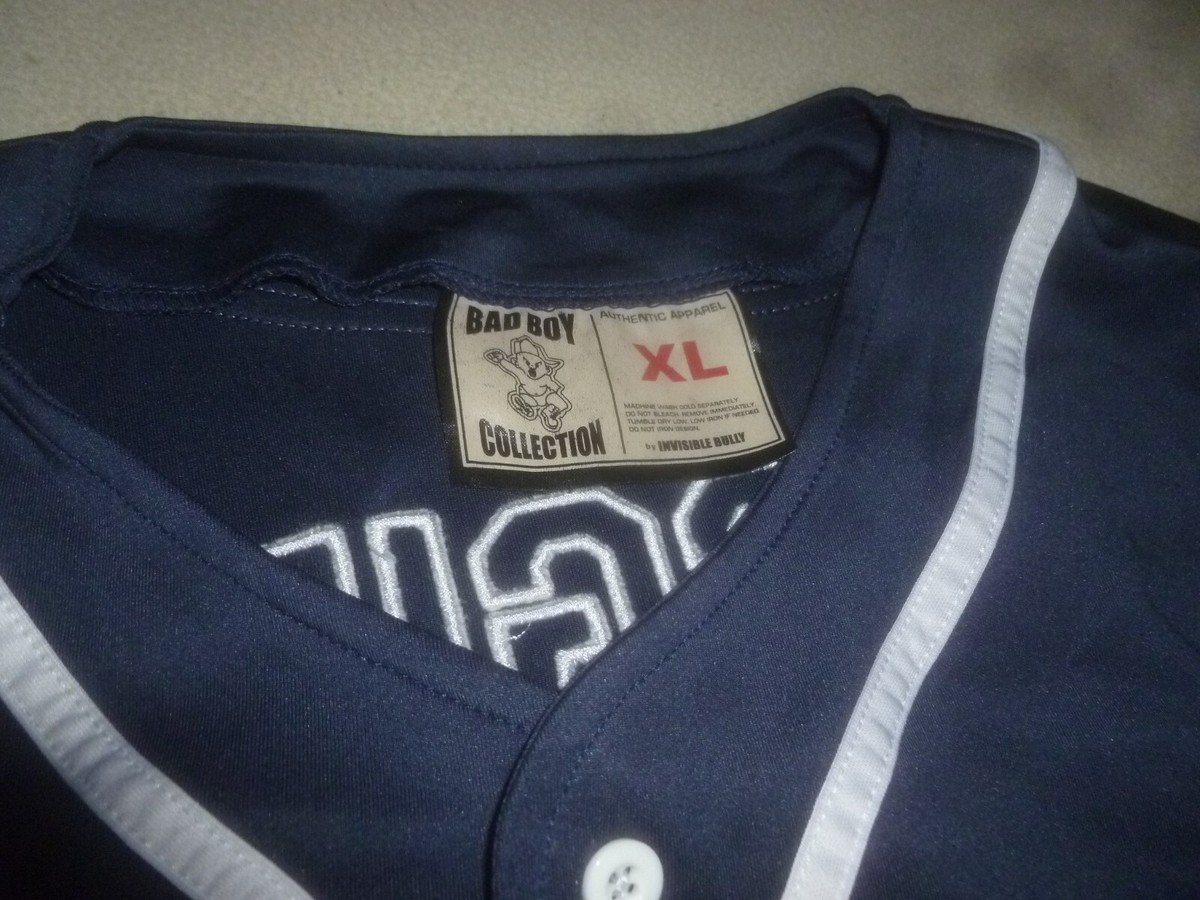 BAD BOY
COLLECTION
AUTHENTIC APPAREL
XL
MACHINE WASH COLD SEPARATELY
DO NOT BLEACH. REMOVE IMMEDIATELY
TUMBLE DRY LOW. LOW IRON IF NEEDED
DO NOT IRON DESIGN.
by INVISIBLE BULLY